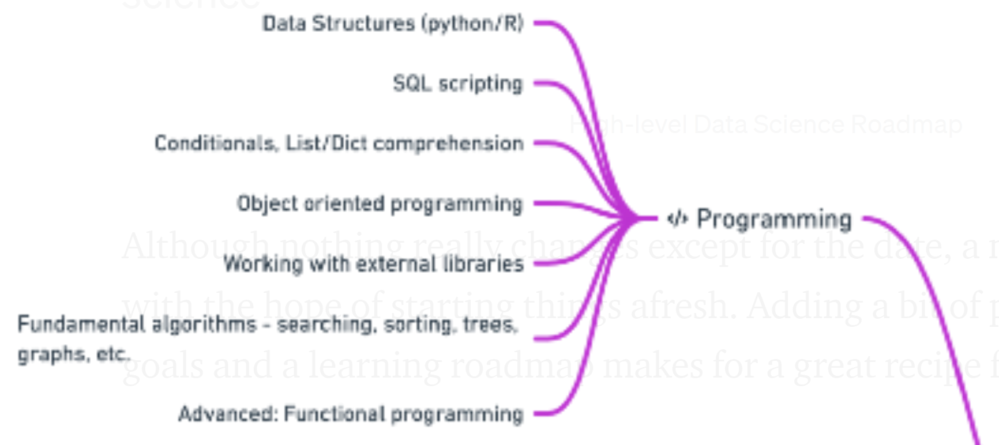 science
Data Structures (python/R)
SQL scripting
High-level Data Science Roadmap
Conditionals, List/Dict comprehension
Object oriented programming
</> Programming
Although nothing really changes except for the date, a
Working with external libraries
with the hope of starting things afresh. Adding a bit of
Fundamental algorithms - searching, sorting, trees,
graphs, etc.
goals and a learning roadmap makes for a great recipe
Advanced: Functional programming